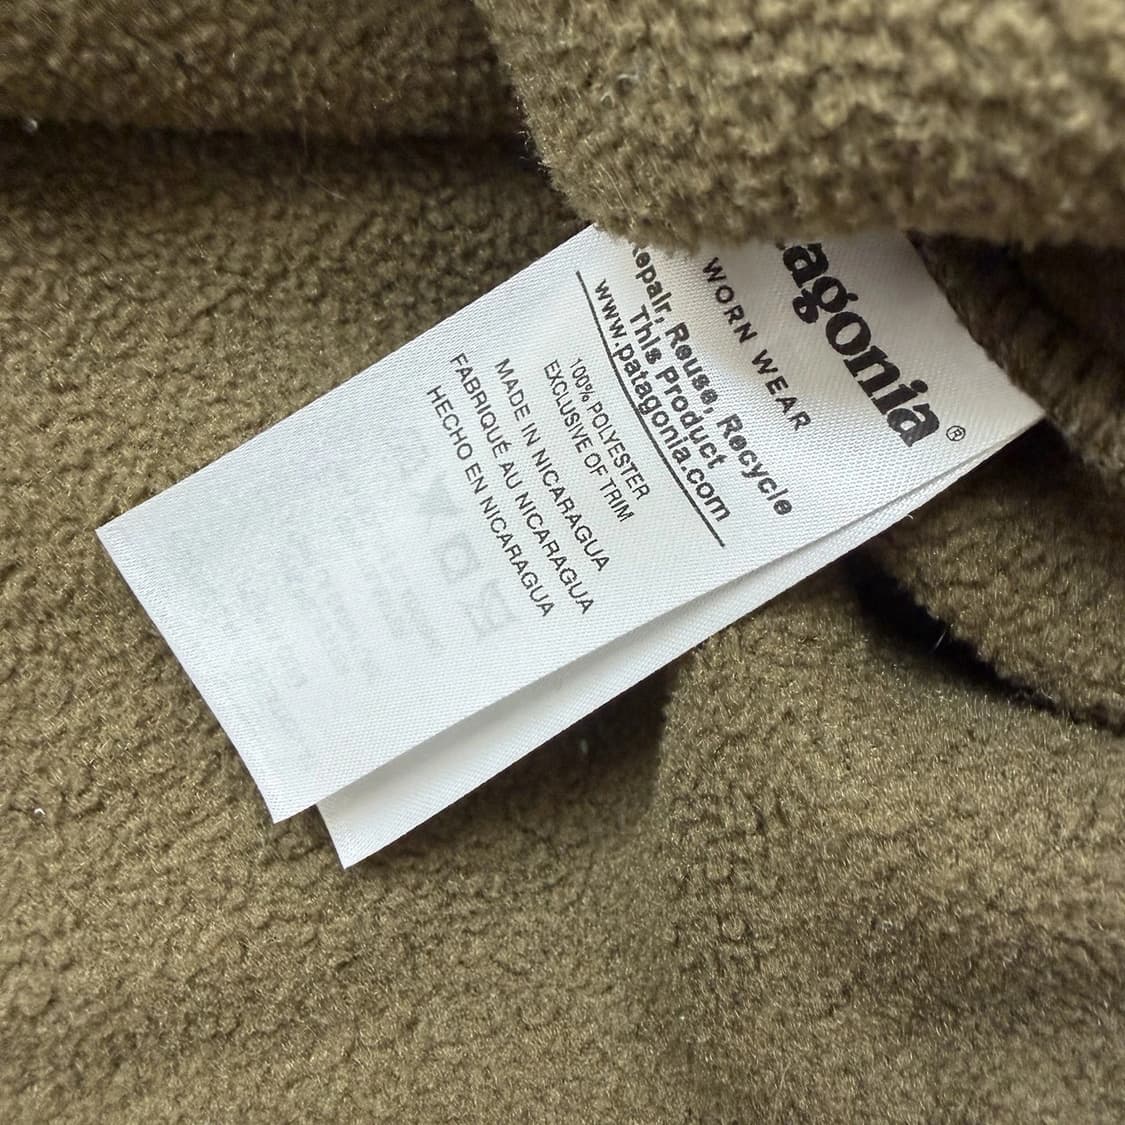 agonia®
WORN WEAR
epair, Reuse, Recycle
This Product
www.patagonia.com
100% POLYESTER
EXCLUSIVE OF TRIM
MADE IN NICARAGUA
FABRIQUÉ AU NICARAGUA
HECHO EN NICARAGUA